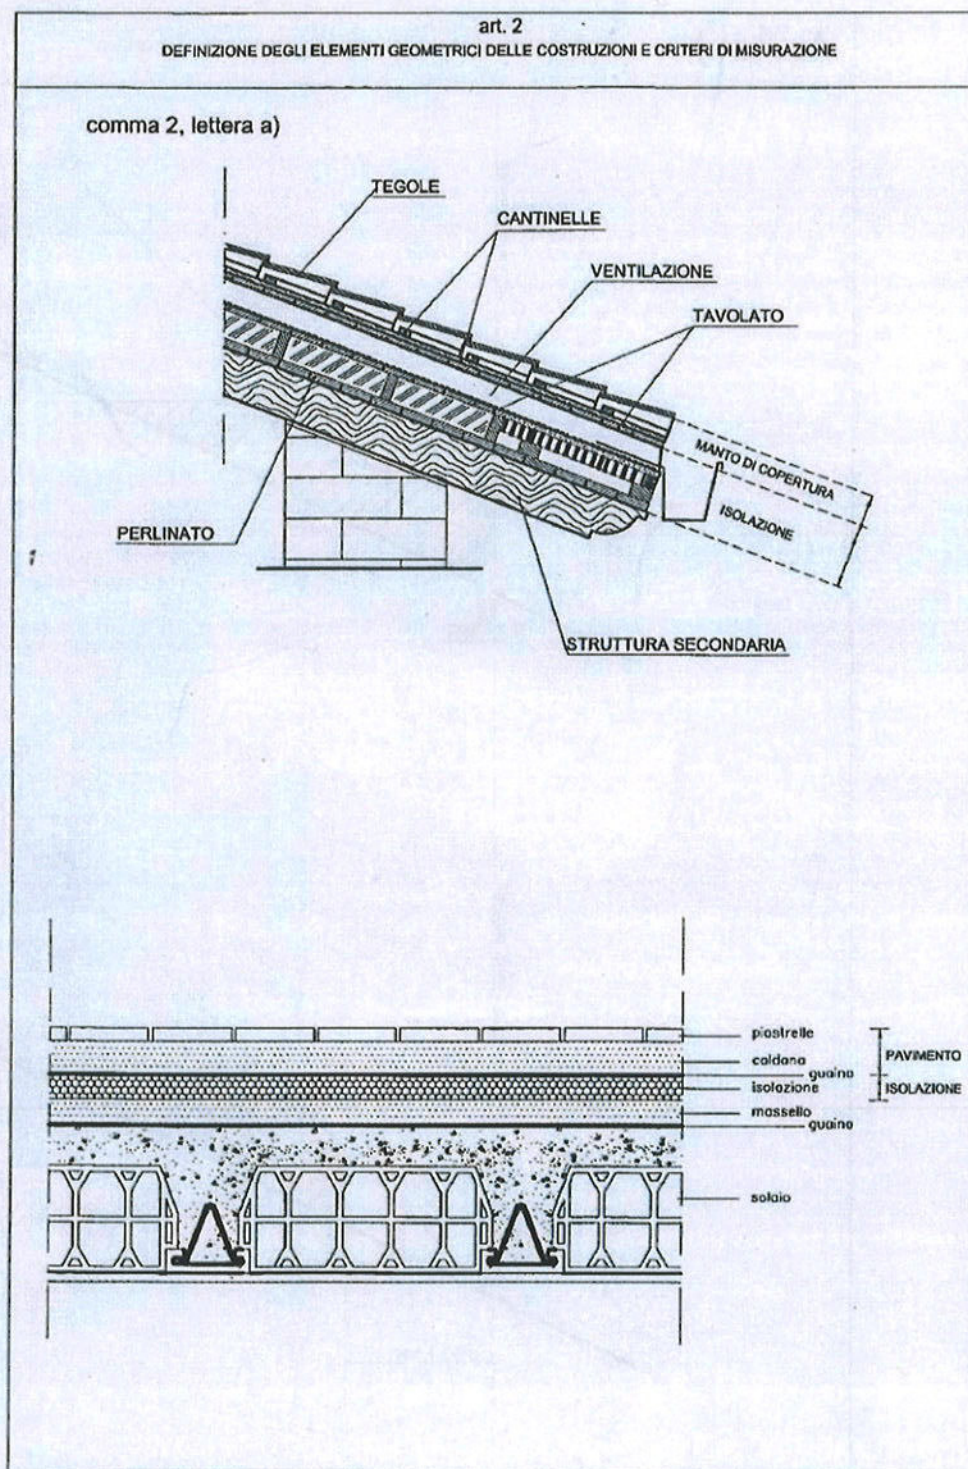 art. 2
DEFINIZIONE DEGLI ELEMENTI GEOMETRICI DELLE COSTRUZIONI E CRITERI DI MISURAZIONE
comma 2, lettera a)
TEGOLE
CANTINELLE
VENTILAZIONE
TAVOLATO
MANTO DI COPERTURA
ISOLAZIONE
PERLINATO
STRUTTURA SECONDARIA
piastrelle
caldana
PAVIMENTO
guaina
isolazione
ISOLAZIONE
massello
guaina
solaio